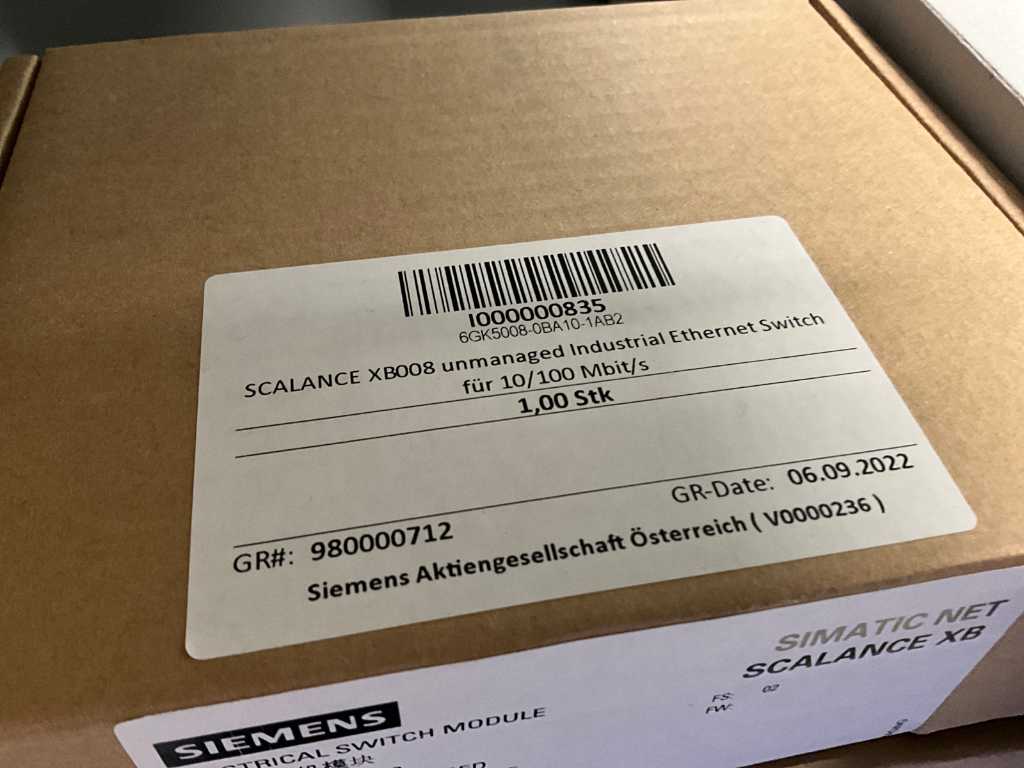 I000000835
6GK5008-0BA10-1AB2
SCALANCE XB008 unmanaged Industrial Ethernet Switch
für 10/100 Mbit/s
1,00 Stk
GR-Date: 06.09.2022
GR#: 980000712
Siemens Aktiengesellschaft Österreich ( V0000236 )
SIMATIC NET
SCALANCE XB
FS: 02
FW:
SIEMENS
TRICAL SWITCH MODULE